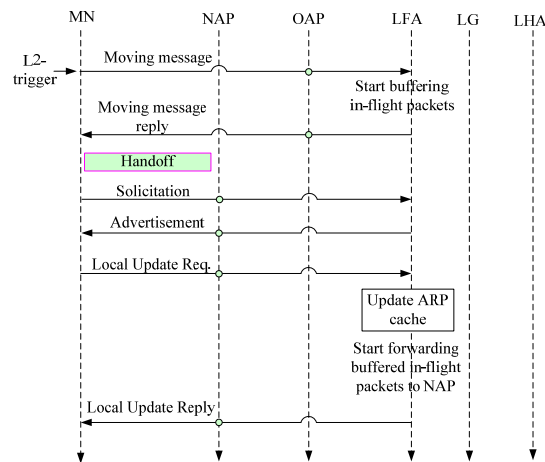 MN NAP OAP LFA LG LHA
L2-
trigger
Moving message
Start buffering
in-flight packets
Moving message
reply
Handoff
Solicitation
Advertisement
Local Update Req.
Update ARP
cache
Start forwarding
buffered in-flight
packets to NAP
Local Update Reply